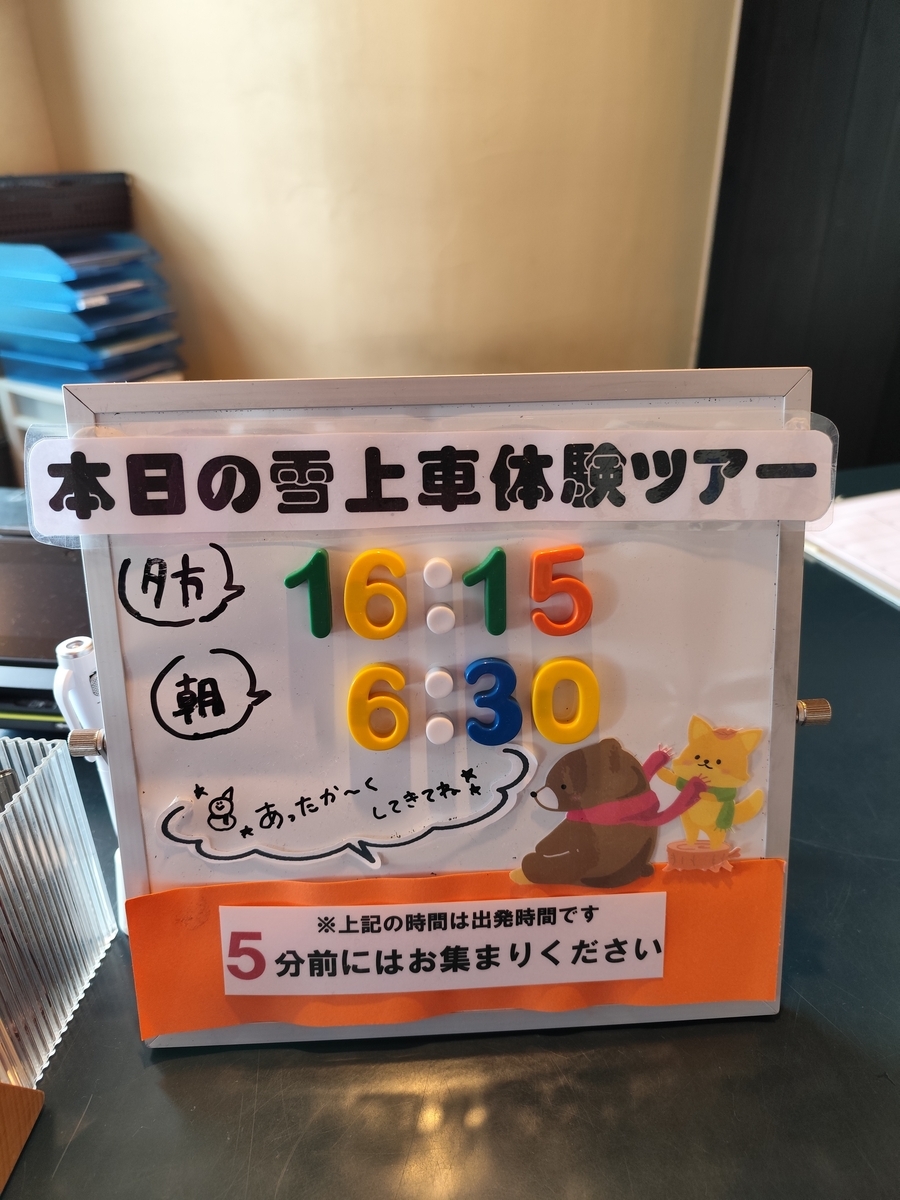 本日の雪上車体験ツアー
夕方 16:15
朝 6:30
あったか〜く
してきてね
※上記の時間は出発時間です
5分前にはお集まりください